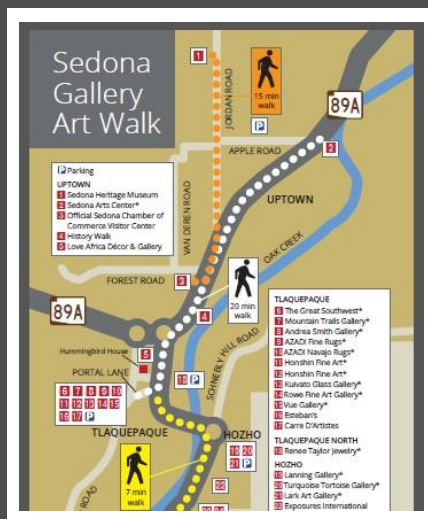 Sedona
Gallery
Art Walk
1
JORDAN ROAD
15 min
walk
P
89A
APPLE ROAD
2
P Parking
UPTOWN
1 Sedona Heritage Museum
2 Sedona Arts Center*
3 Official Sedona Chamber of
Commerce Visitor Center
4 History Walk
5 Love Africa Décor & Gallery
VAN DEREN ROAD
UPTOWN
OAK CREEK
FOREST ROAD
3
20 min
walk
4
89A
Hummingbird House
5
PORTAL LANE
SCHNEBLY HILL ROAD
18 P
6 7 8 9 10
11 12 13 14 15
16 17 P
TLAQUEPAQUE
HOZHO
19 20
21 P
7 min
walk
22
ROAD
TLAQUEPAQUE
6 The Great Southwest*
7 Mountain Trails Gallery*
8 Andrea Smith Gallery*
9 AZADI Fine Rugs*
10 AZADI Navajo Rugs*
11 Honshin Fine Art*
12 Honshin Fine Art*
13 Kuivato Glass Gallery*
14 Rowe Fine Art Gallery*
15 Vue Gallery*
16 Esteban's
17 Carre D'Artistes
TLAQUEPAQUE NORTH
18 Renee Taylor Jewelry*
HOZHO
19 Lanning Gallery*
20 Turquoise Tortoise Gallery*
21 Lark Art Gallery*
22 Exposures International